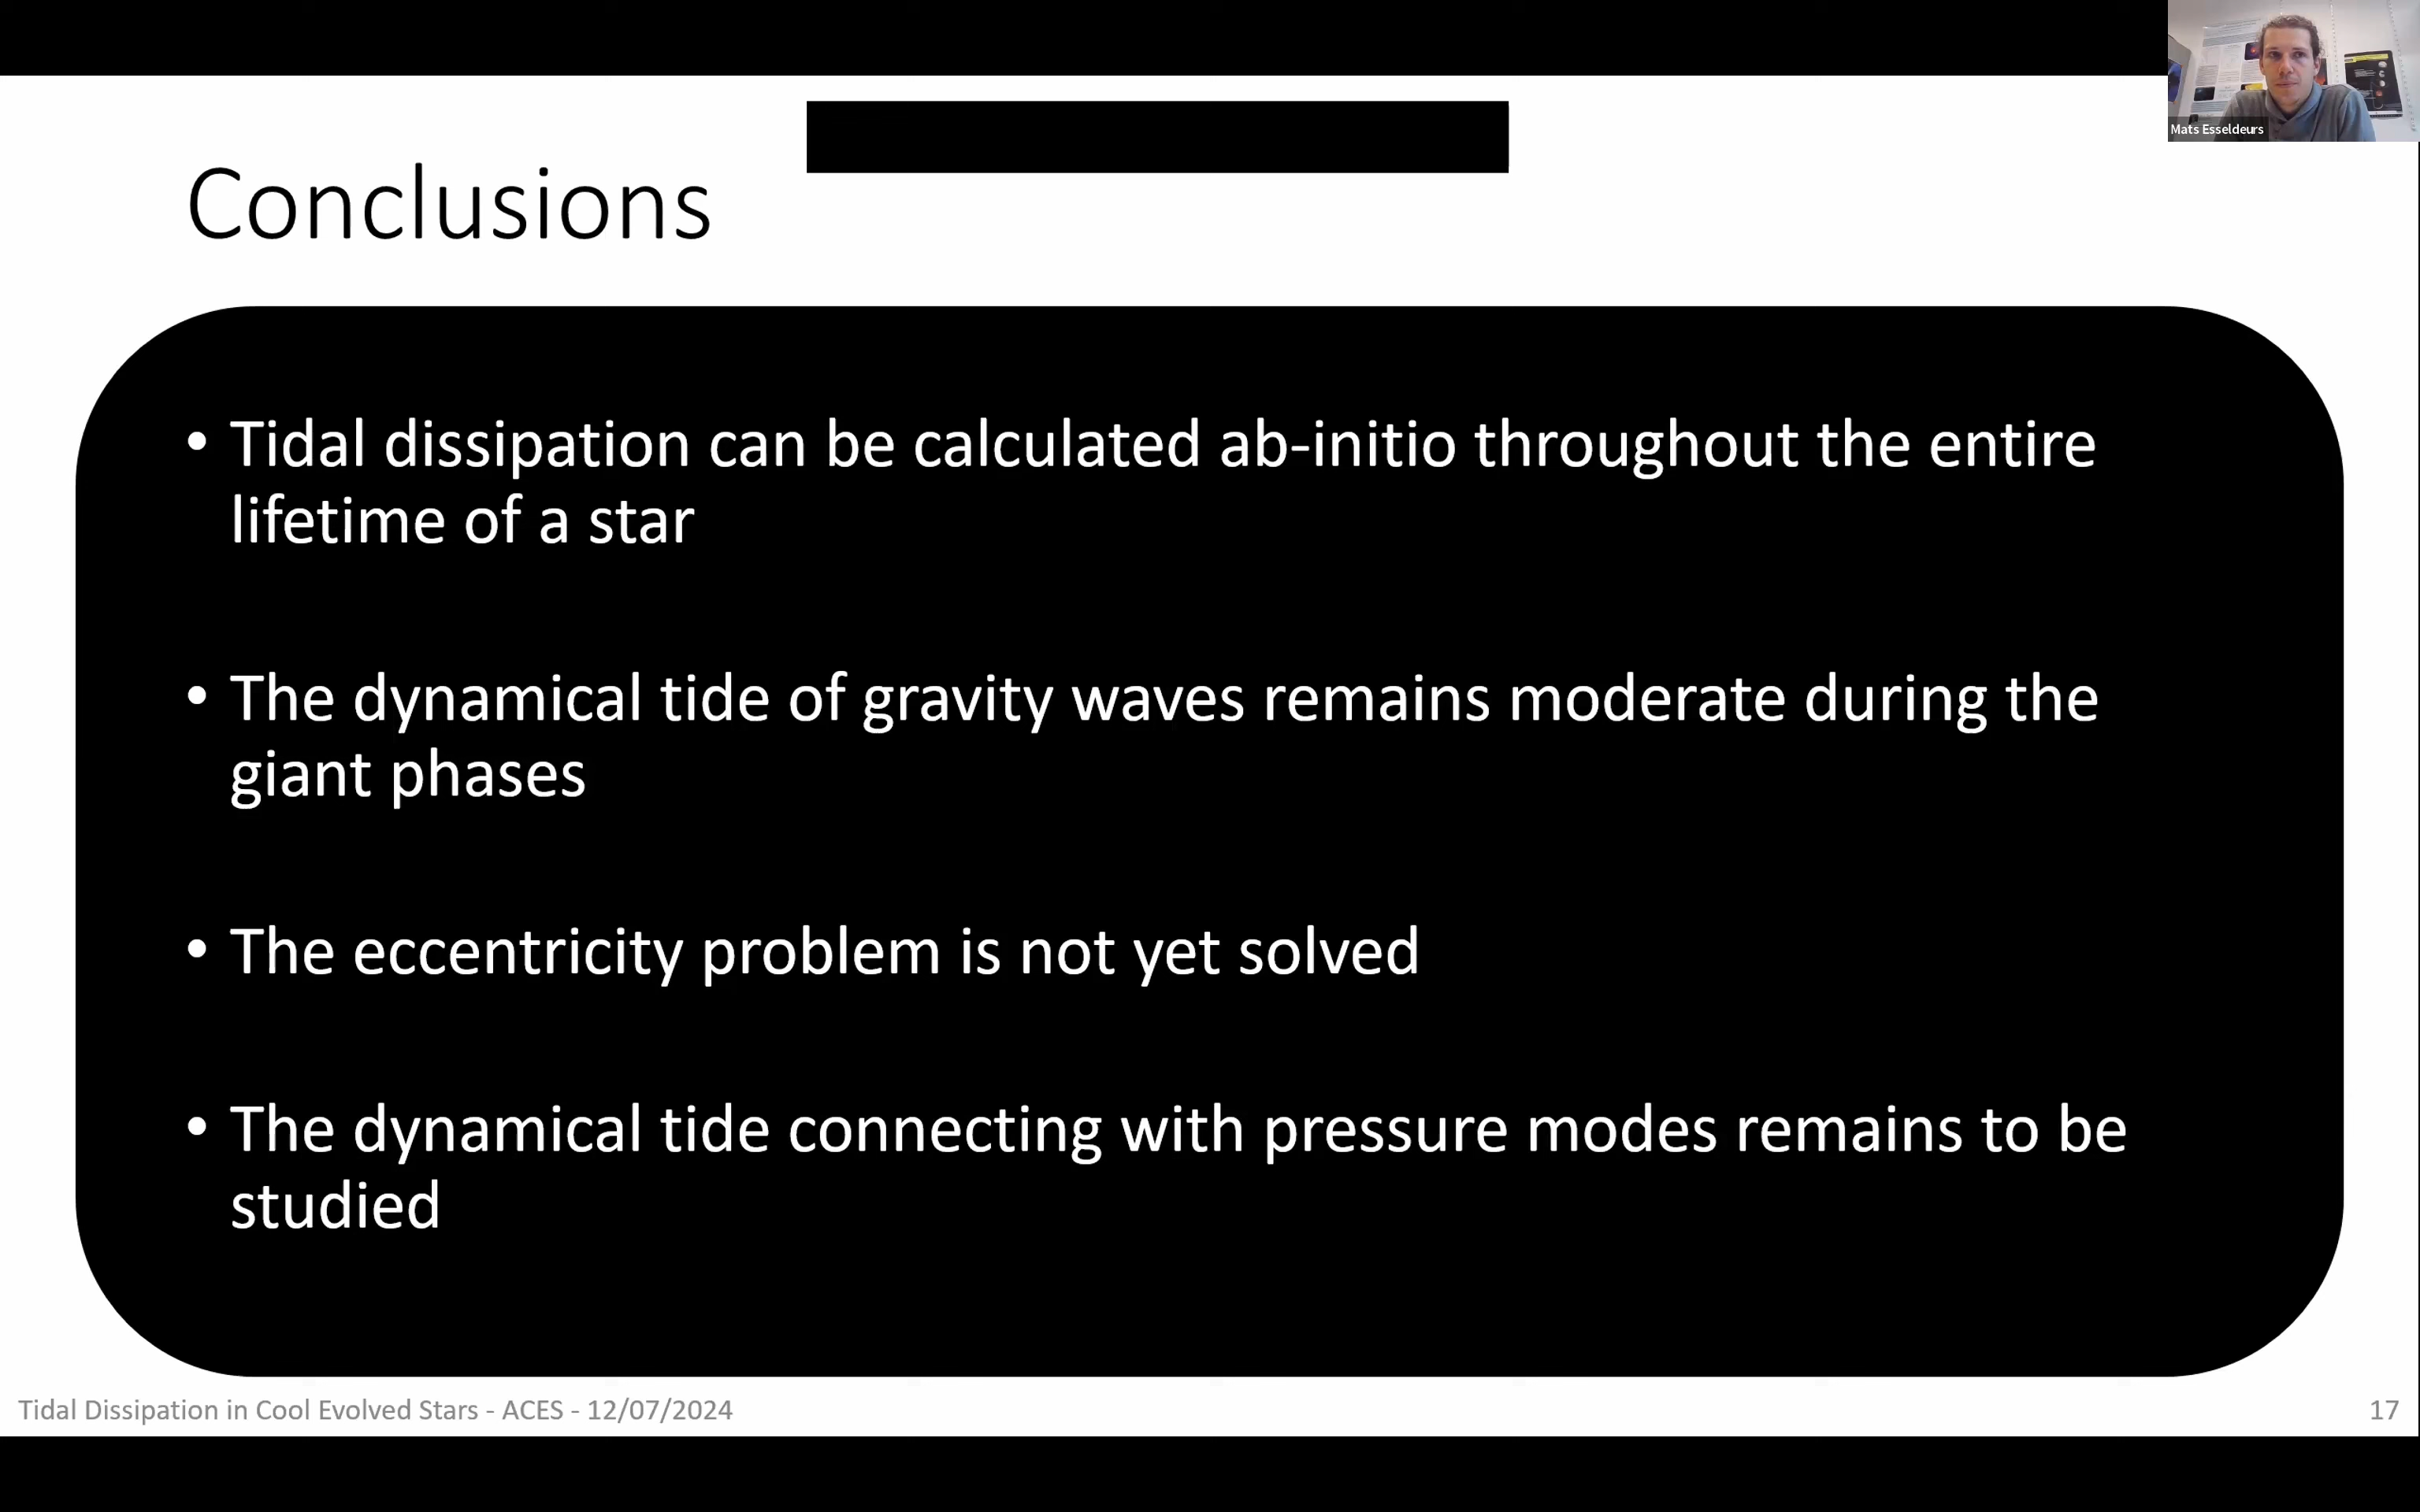 Mats Esseldeurs
Conclusions
• Tidal dissipation can be calculated ab-initio throughout the entire
lifetime of a star
• The dynamical tide of gravity waves remains moderate during the
giant phases
• The eccentricity problem is not yet solved
• The dynamical tide connecting with pressure modes remains to be
studied
Tidal Dissipation in Cool Evolved Stars - ACES - 12/07/2024
17